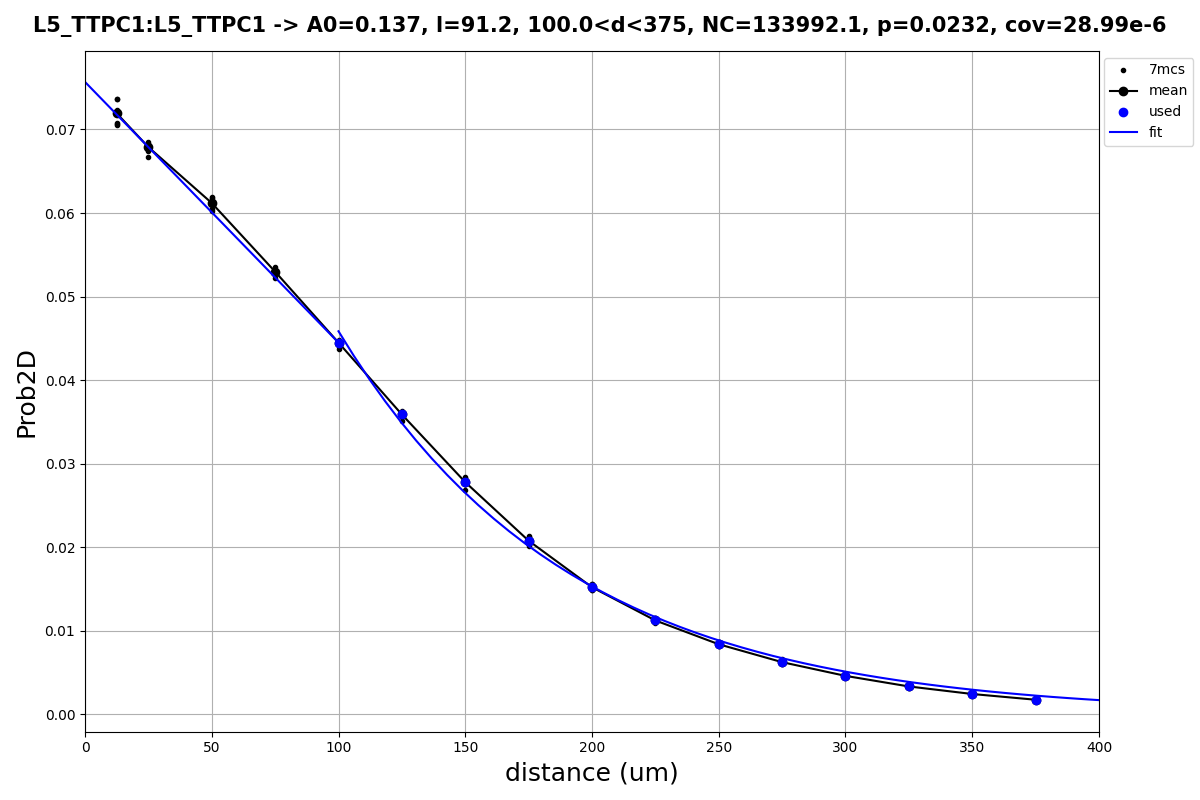 L5_TTPC1:L5_TTPC1 -> A0=0.137, l=91.2, 100.0<d<375, NC=133992.1, p=0.0232, cov=28.99e-6
7mcs
mean
used
fit
Prob2D
0.07
0.06
0.05
0.04
0.03
0.02
0.01
0.00
0 50 100 150 200 250 300 350 400
distance (um)